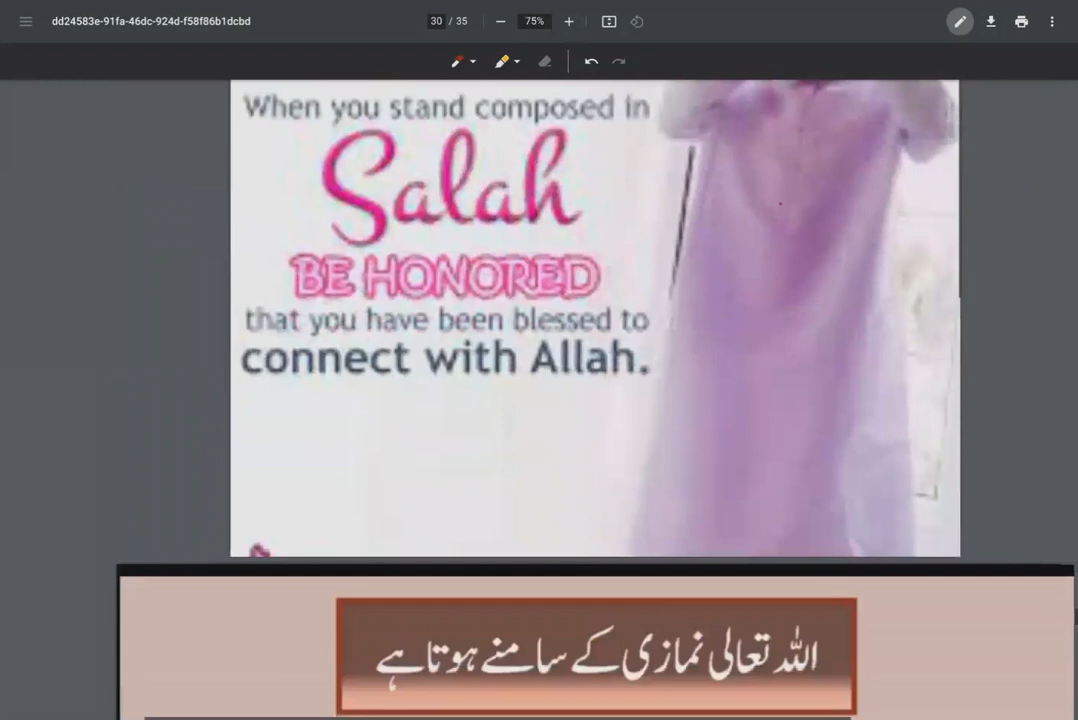 dd24583e-91fa-46dc-924d-f58f86b1dcbd
30 / 35
75%
When you stand composed in
Salah
BE HONORED
that you have been blessed to
connect with Allah.
اللہ تعالی نمازی کے سامنے ہوتا ہے